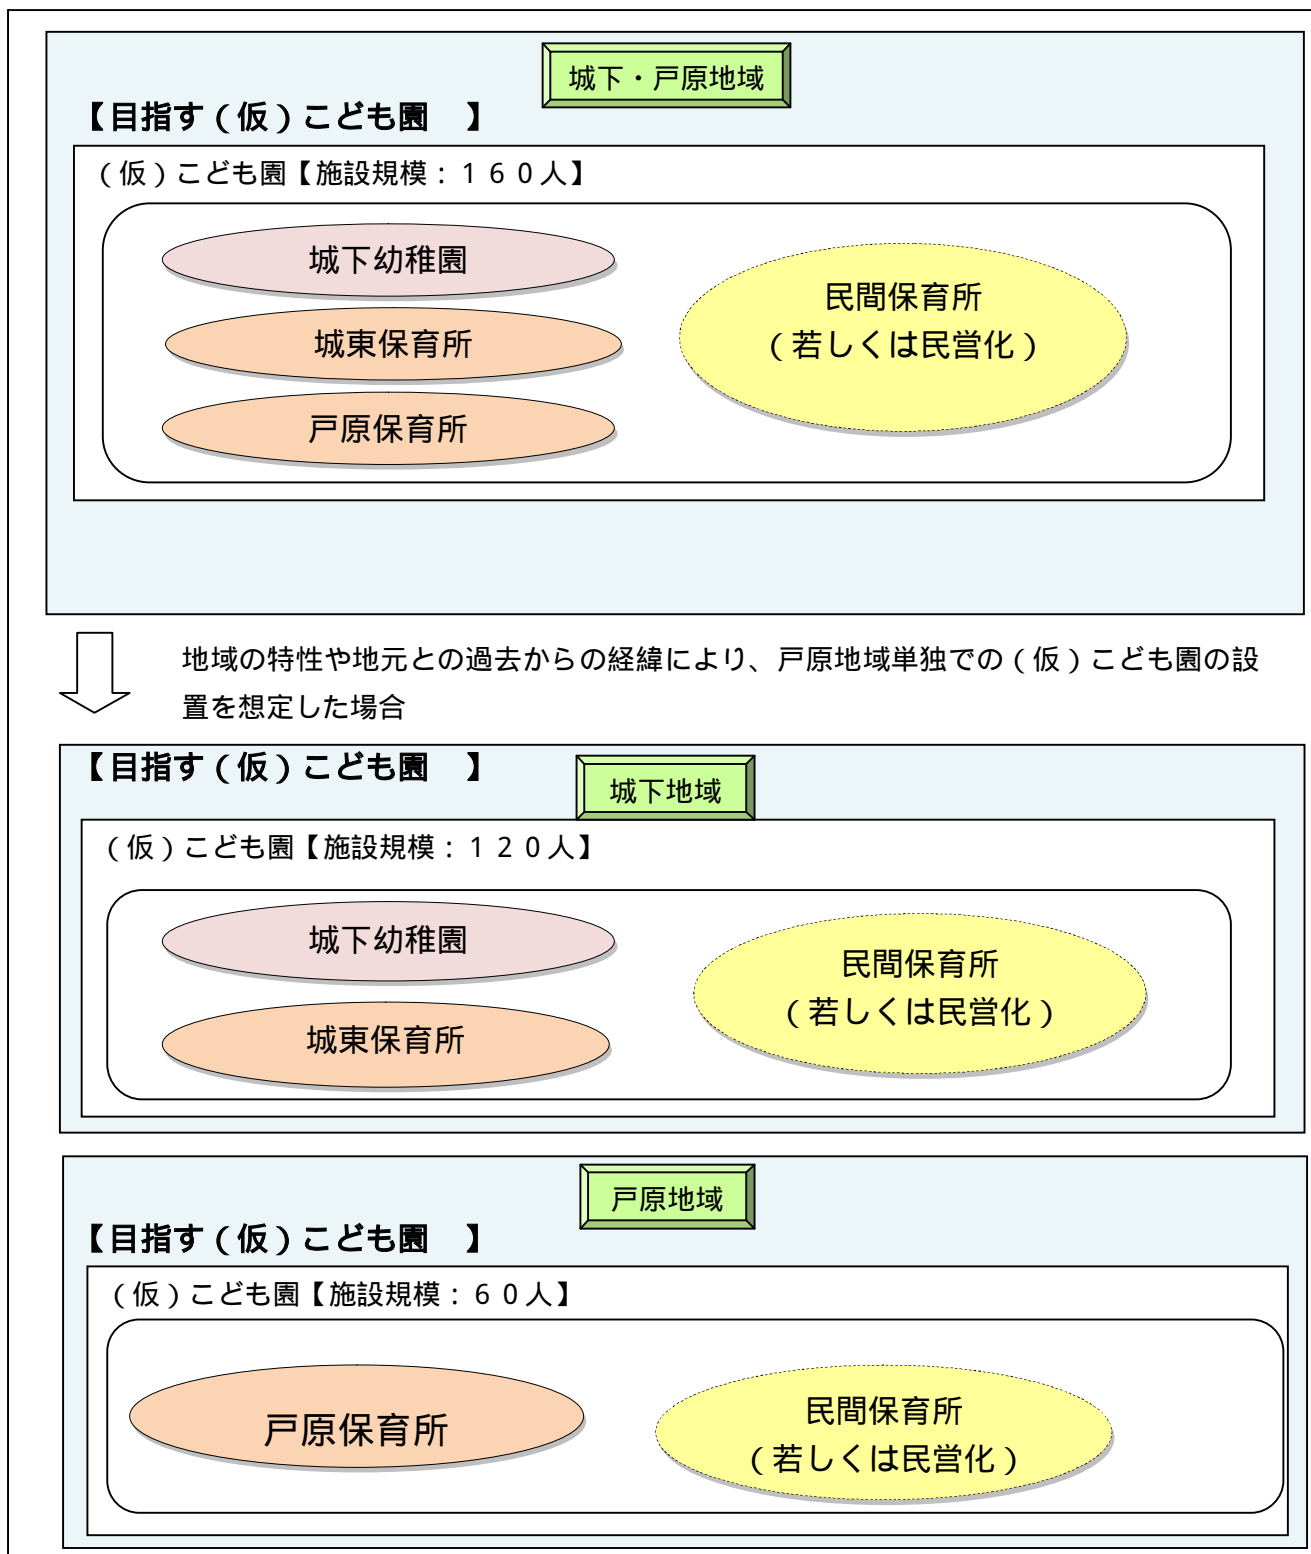 城下・戸原地域
【目指す（仮）こども園　】
（仮）こども園【施設規模：１６０人】
城下幼稚園
城東保育所
戸原保育所
民間保育所
（若しくは民営化）
地域の特性や地元との過去からの経緯により、戸原地域単独での（仮）こども園の設
置を想定した場合
【目指す（仮）こども園　】
城下地域
（仮）こども園【施設規模：１２０人】
城下幼稚園
城東保育所
民間保育所
（若しくは民営化）
戸原地域
【目指す（仮）こども園　】
（仮）こども園【施設規模：６０人】
戸原保育所
民間保育所
（若しくは民営化）